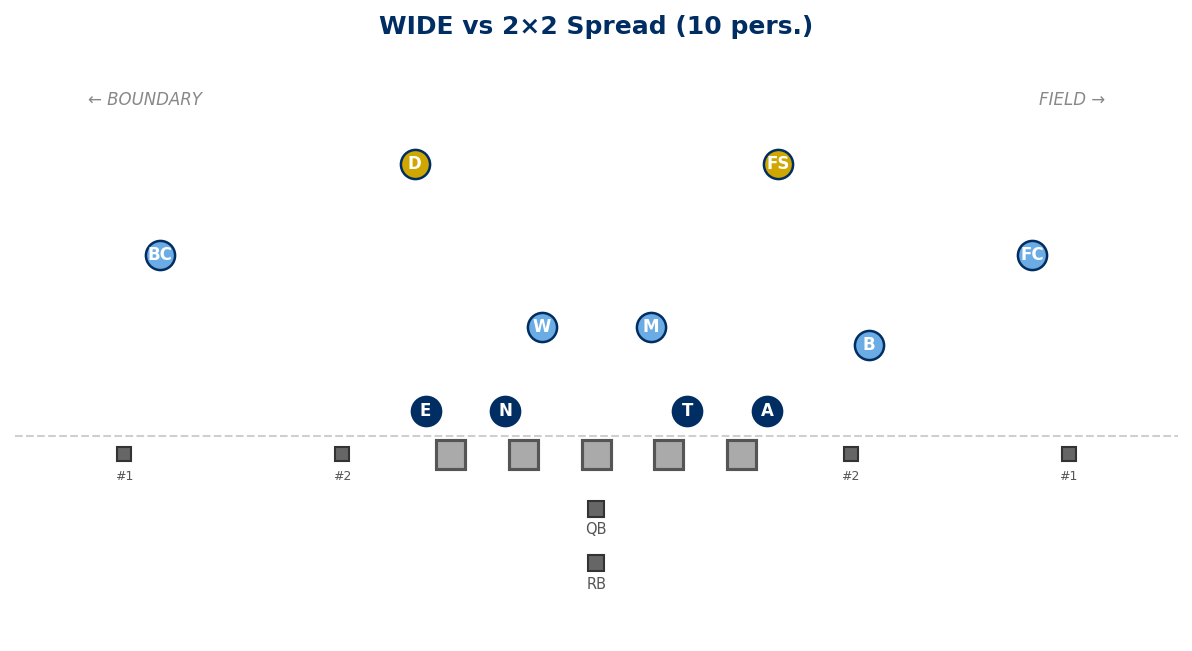 WIDE vs 2×2 Spread (10 pers.)
← BOUNDARY
FIELD →
D
FS
BC
FC
W
M
B
E
N
T
A
#1
#2
#2
#1
QB
RB